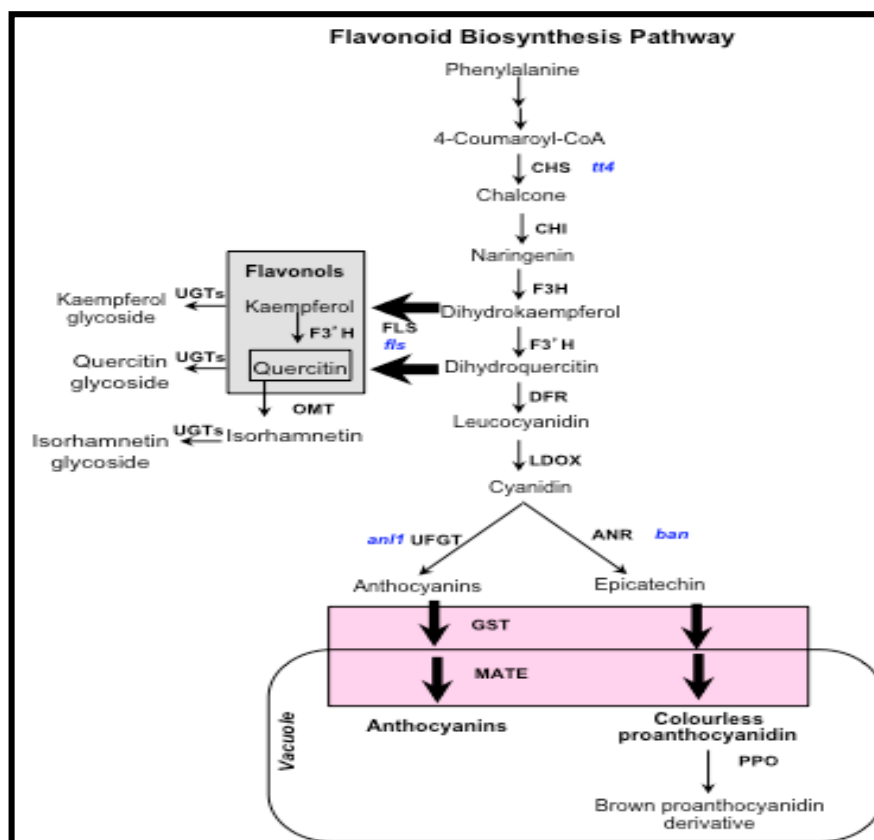 Flavonoid Biosynthesis Pathway
Phenylalanine
4-Coumaroyl-CoA
CHS tt4
Chalcone
CHI
Naringenin
F3H
Flavonols
Kaempferol
glycoside
UGTs
Kaempferol
Dihydrokaempferol
F3' H
FLS
fls
F3' H
Quercitin
glycoside
UGTs
Quercitin
Dihydroquercitin
OMT
DFR
Isorhamnetin
glycoside
UGTs
Isorhamnetin
Leucocyanidin
LDOX
Cyanidin
anl1 UFGT
ANR ban
Anthocyanins
Epicatechin
GST
MATE
Vacuole
Anthocyanins
Colourless
proanthocyanidin
PPO
Brown proanthocyanidin
derivative